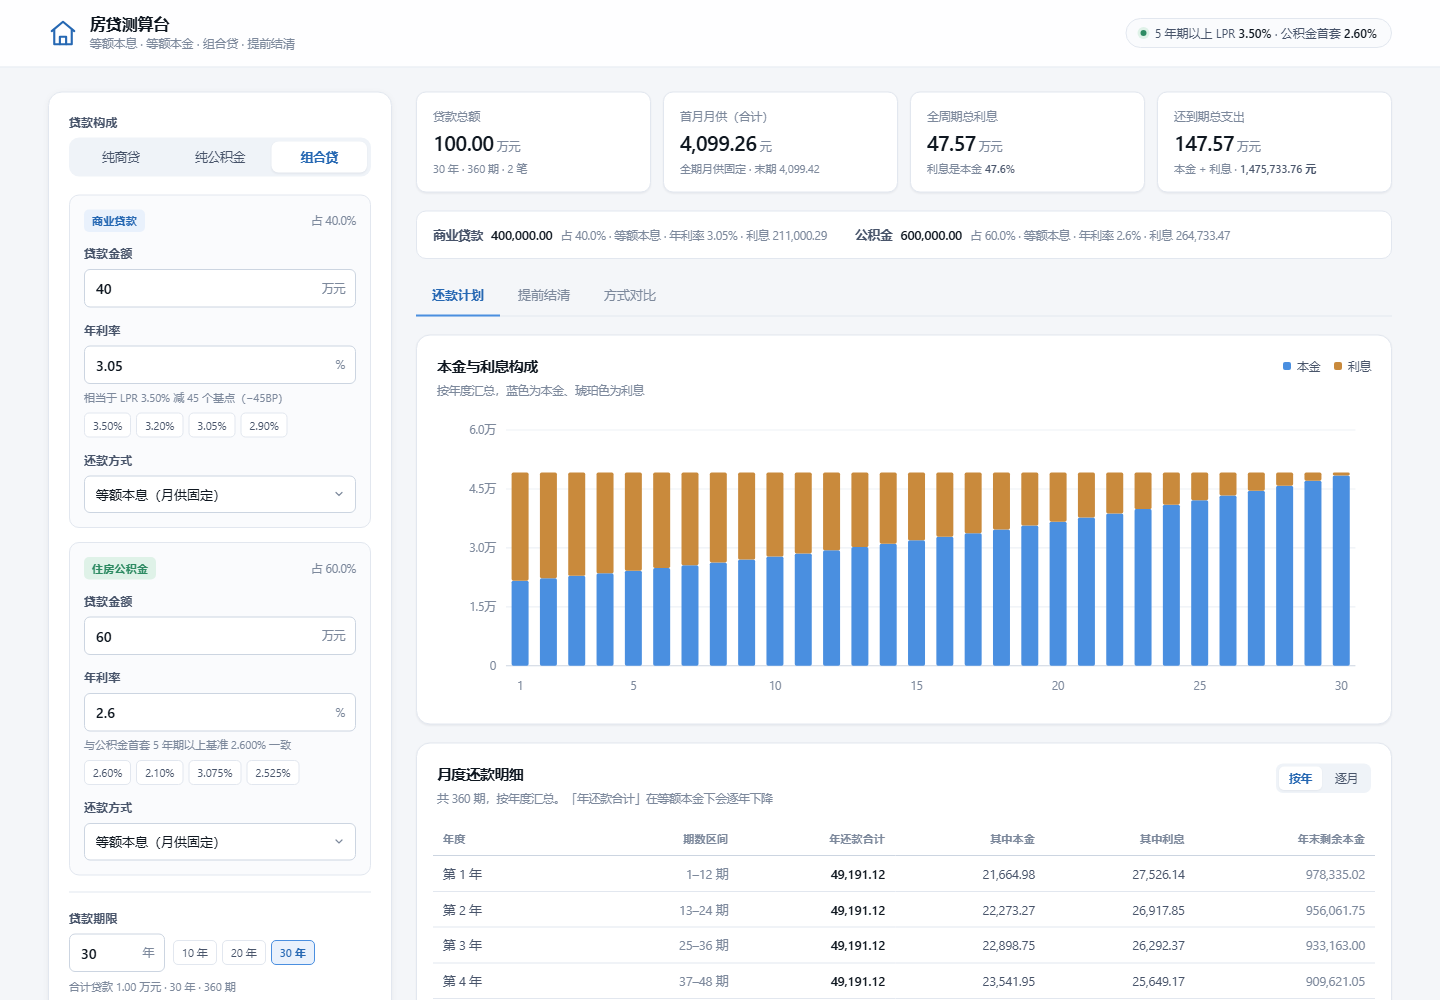 房贷测算台
等额本息 · 等额本金 · 组合贷 · 提前结清
5 年期以上 LPR 3.50% · 公积金首套 2.60%
贷款构成
纯商贷 纯公积金 组合贷
商业贷款 占 40.0%
贷款金额
40 万元
年利率
3.05 %
相当于 LPR 3.50% 减 45 个基点（−45BP）
3.50% 3.20% 3.05% 2.90%
还款方式
等额本息（月供固定）
住房公积金 占 60.0%
贷款金额
60 万元
年利率
2.6 %
与公积金首套 5 年期以上基准 2.600% 一致
2.60% 2.10% 3.075% 2.525%
还款方式
等额本息（月供固定）
贷款期限
30 年 10 年 20 年 30 年
合计贷款 1.00 万元 · 30 年 · 360 期
贷款总额
100.00 万元
30 年 · 360 期 · 2 笔
首月月供（合计）
4,099.26 元
全期月供固定 · 末期 4,099.42
全周期总利息
47.57 万元
利息是本金 47.6%
还到期总支出
147.57 万元
本金 + 利息 · 1,475,733.76 元
商业贷款 400,000.00 占 40.0% · 等额本息 · 年利率 3.05% · 利息 211,000.29 公积金 600,000.00 占 60.0% · 等额本息 · 年利率 2.6% · 利息 264,733.47
还款计划 提前结清 方式对比
本金与利息构成
按年度汇总，蓝色为本金、琥珀色为利息
本金 利息
6.0万
4.5万
3.0万
1.5万
0
1 5 10 15 20 25 30
月度还款明细
共 360 期，按年度汇总。「年还款合计」在等额本金下会逐年下降
按年 逐月
年度 期数区间 年还款合计 其中本金 其中利息 年末剩余本金
第 1 年 1–12 期 49,191.12 21,664.98 27,526.14 978,335.02
第 2 年 13–24 期 49,191.12 22,273.27 26,917.85 956,061.75
第 3 年 25–36 期 49,191.12 22,898.75 26,292.37 933,163.00
第 4 年 37–48 期 49,191.12 23,541.95 25,649.17 909,621.05